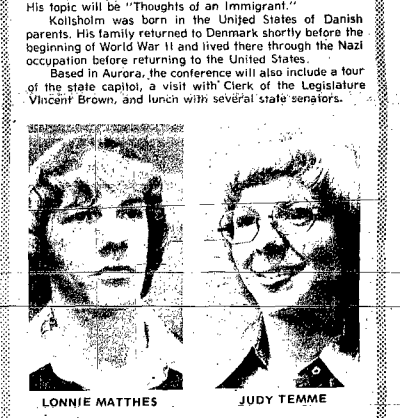 His topic will be "Thoughts of an Immigrant."
Kollsholm was born in the United States of Danish
parents. His family returned to Denmark shortly before the
beginning of World War II and lived there through the Nazi
occupation before returning to the United States.
Based in Aurora, the conference will also include a tour
of the state capitol, a visit with Clerk of the Legislature
Vincent Brown, and lunch with several state senators.
LONNIE MATTHES
JUDY TEMME